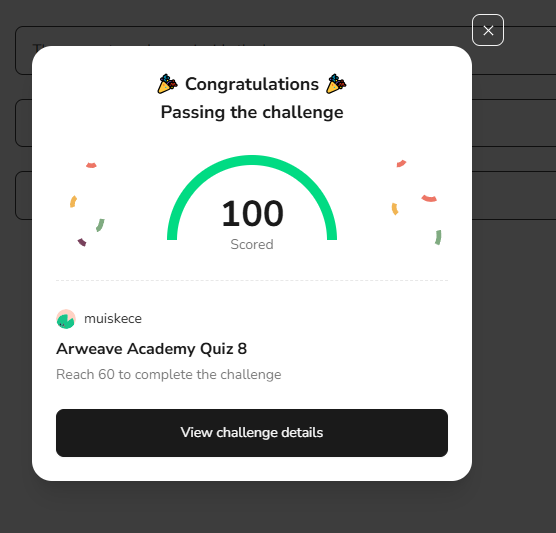 Congratulations
Passing the challenge
100
Scored
muiskece
Arweave Academy Quiz 8
Reach 60 to complete the challenge
View challenge details